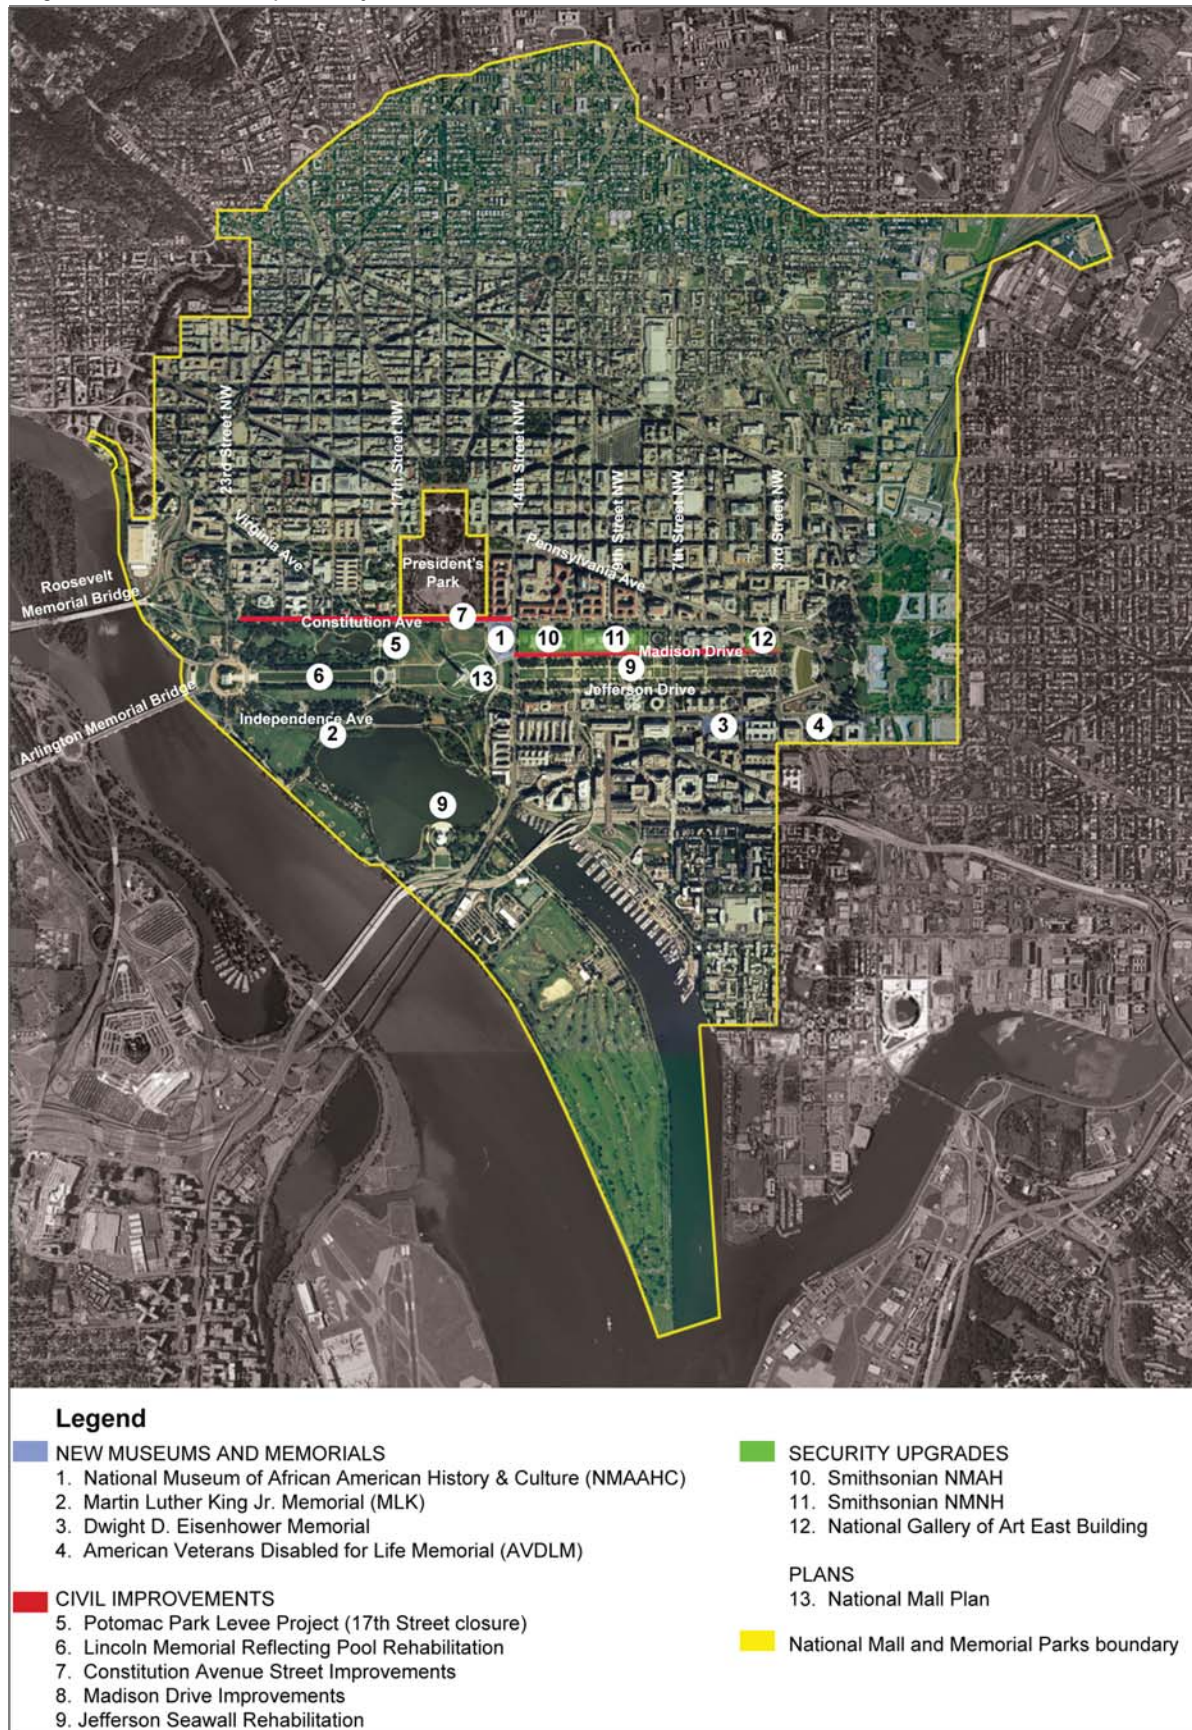 23rd Street NW
17th Street NW
14th Street NW
9th Street NW
7th Street NW
3rd Street NW
Virginia Ave
Pennsylvania Ave
President's
Park
Roosevelt
Memorial Bridge
Constitution Ave
7
5
1
10
11
12
Madison Drive
6
13
9
Jefferson Drive
Arlington Memorial Bridge
Independence Ave
2
3
4
9
Legend
NEW MUSEUMS AND MEMORIALS
1. National Museum of African American History & Culture (NMAAHC)
2. Martin Luther King Jr. Memorial (MLK)
3. Dwight D. Eisenhower Memorial
4. American Veterans Disabled for Life Memorial (AVDLM)
CIVIL IMPROVEMENTS
5. Potomac Park Levee Project (17th Street closure)
6. Lincoln Memorial Reflecting Pool Rehabilitation
7. Constitution Avenue Street Improvements
8. Madison Drive Improvements
9. Jefferson Seawall Rehabilitation
SECURITY UPGRADES
10. Smithsonian NMAH
11. Smithsonian NMNH
12. National Gallery of Art East Building
PLANS
13. National Mall Plan
National Mall and Memorial Parks boundary